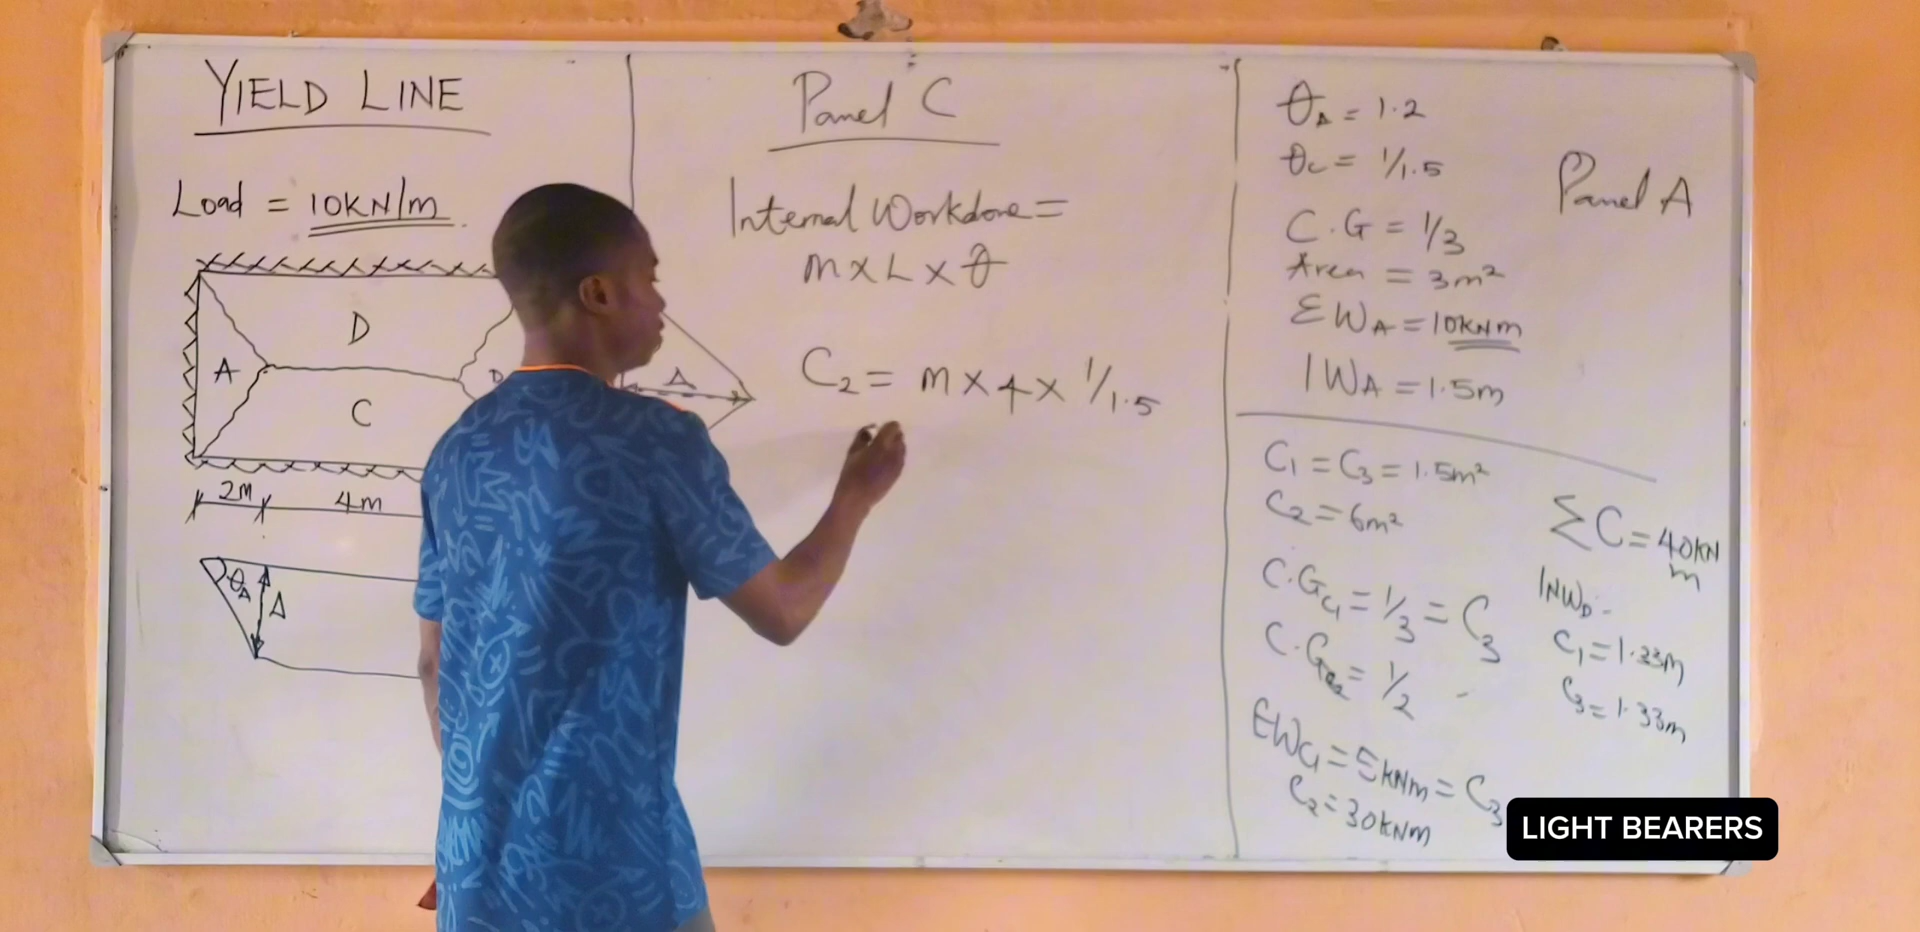 YIELD LINE
Load = 10KN/m
D
A
C
2M
4m
θA
Δ
Δ
Panel C
Internal Workdone =
m x L x θ
C2 = m x 4 x 1/1.5
θA = 1.2
θc = 1/1.5
Panel A
C.G = 1/3
Area = 3m²
EWA = 10KNm
IWA = 1.5m
C1 = C3 = 1.5m²
C2 = 6m²
ΣC = 40KN
m
C.GC1 = 1/3 = C3
C.GC2 = 1/2
INWD:-
C1 = 1.33m
C3 = 1.33m
EWC1 = 5KNm = C3
C2 = 30KNm
LIGHT BEARERS